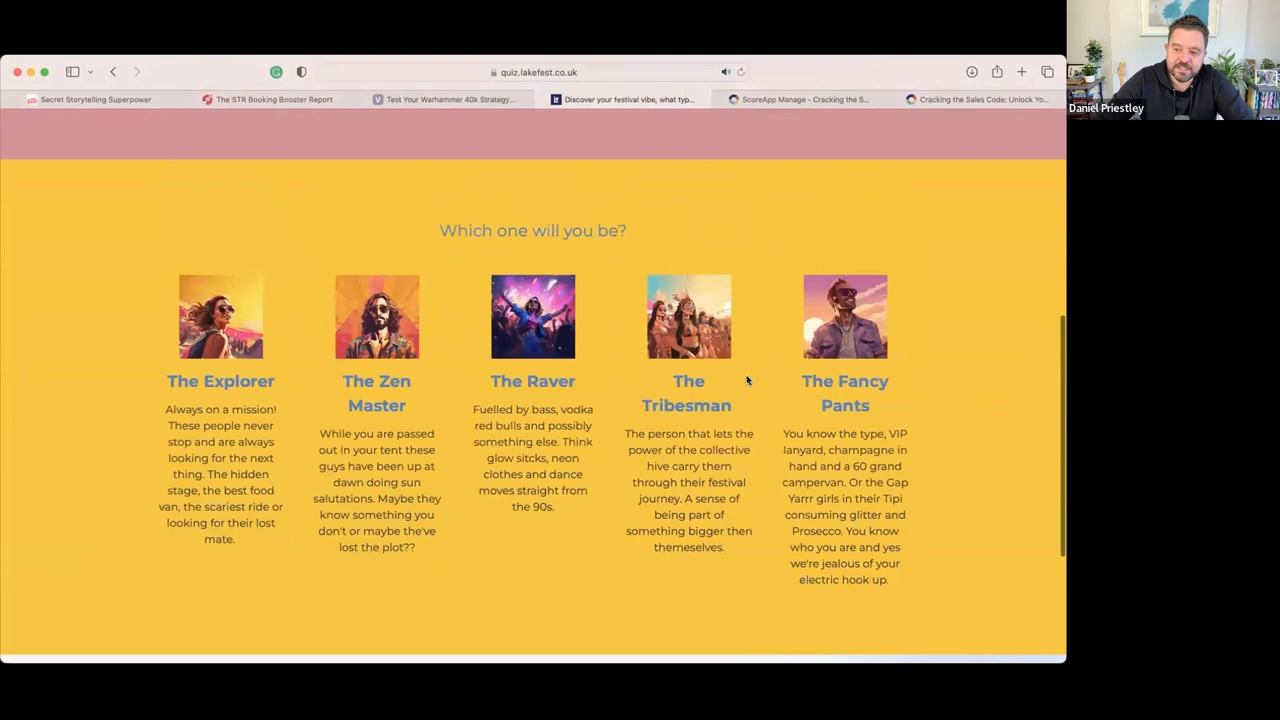 Daniel Priestley
quiz.lakefest.co.uk
Secret Storytelling Superpower
The STR Booking Booster Report
Test Your Warhammer 40k Strategy...
Discover your festival vibe, what typ...
ScoreApp Manage - Cracking the S...
Cracking the Sales Code: Unlock Yo...
Which one will you be?
The Explorer
Always on a mission!
These people never
stop and are always
looking for the next
thing. The hidden
stage, the best food
van, the scariest ride or
looking for their lost
mate.
The Zen
Master
While you are passed
out in your tent these
guys have been up at
dawn doing sun
salutations. Maybe they
know something you
don't or maybe the've
lost the plot??
The Raver
Fuelled by bass, vodka
red bulls and possibly
something else. Think
glow sitcks, neon
clothes and dance
moves straight from
the 90s.
The
Tribesman
The person that lets the
power of the collective
hive carry them
through their festival
journey. A sense of
being part of
something bigger then
themeselves.
The Fancy
Pants
You know the type, VIP
lanyard, champagne in
hand and a 60 grand
campervan. Or the Gap
Yarrr girls in their Tipi
consuming glitter and
Prosecco. You know
who you are and yes
we're jealous of your
electric hook up.